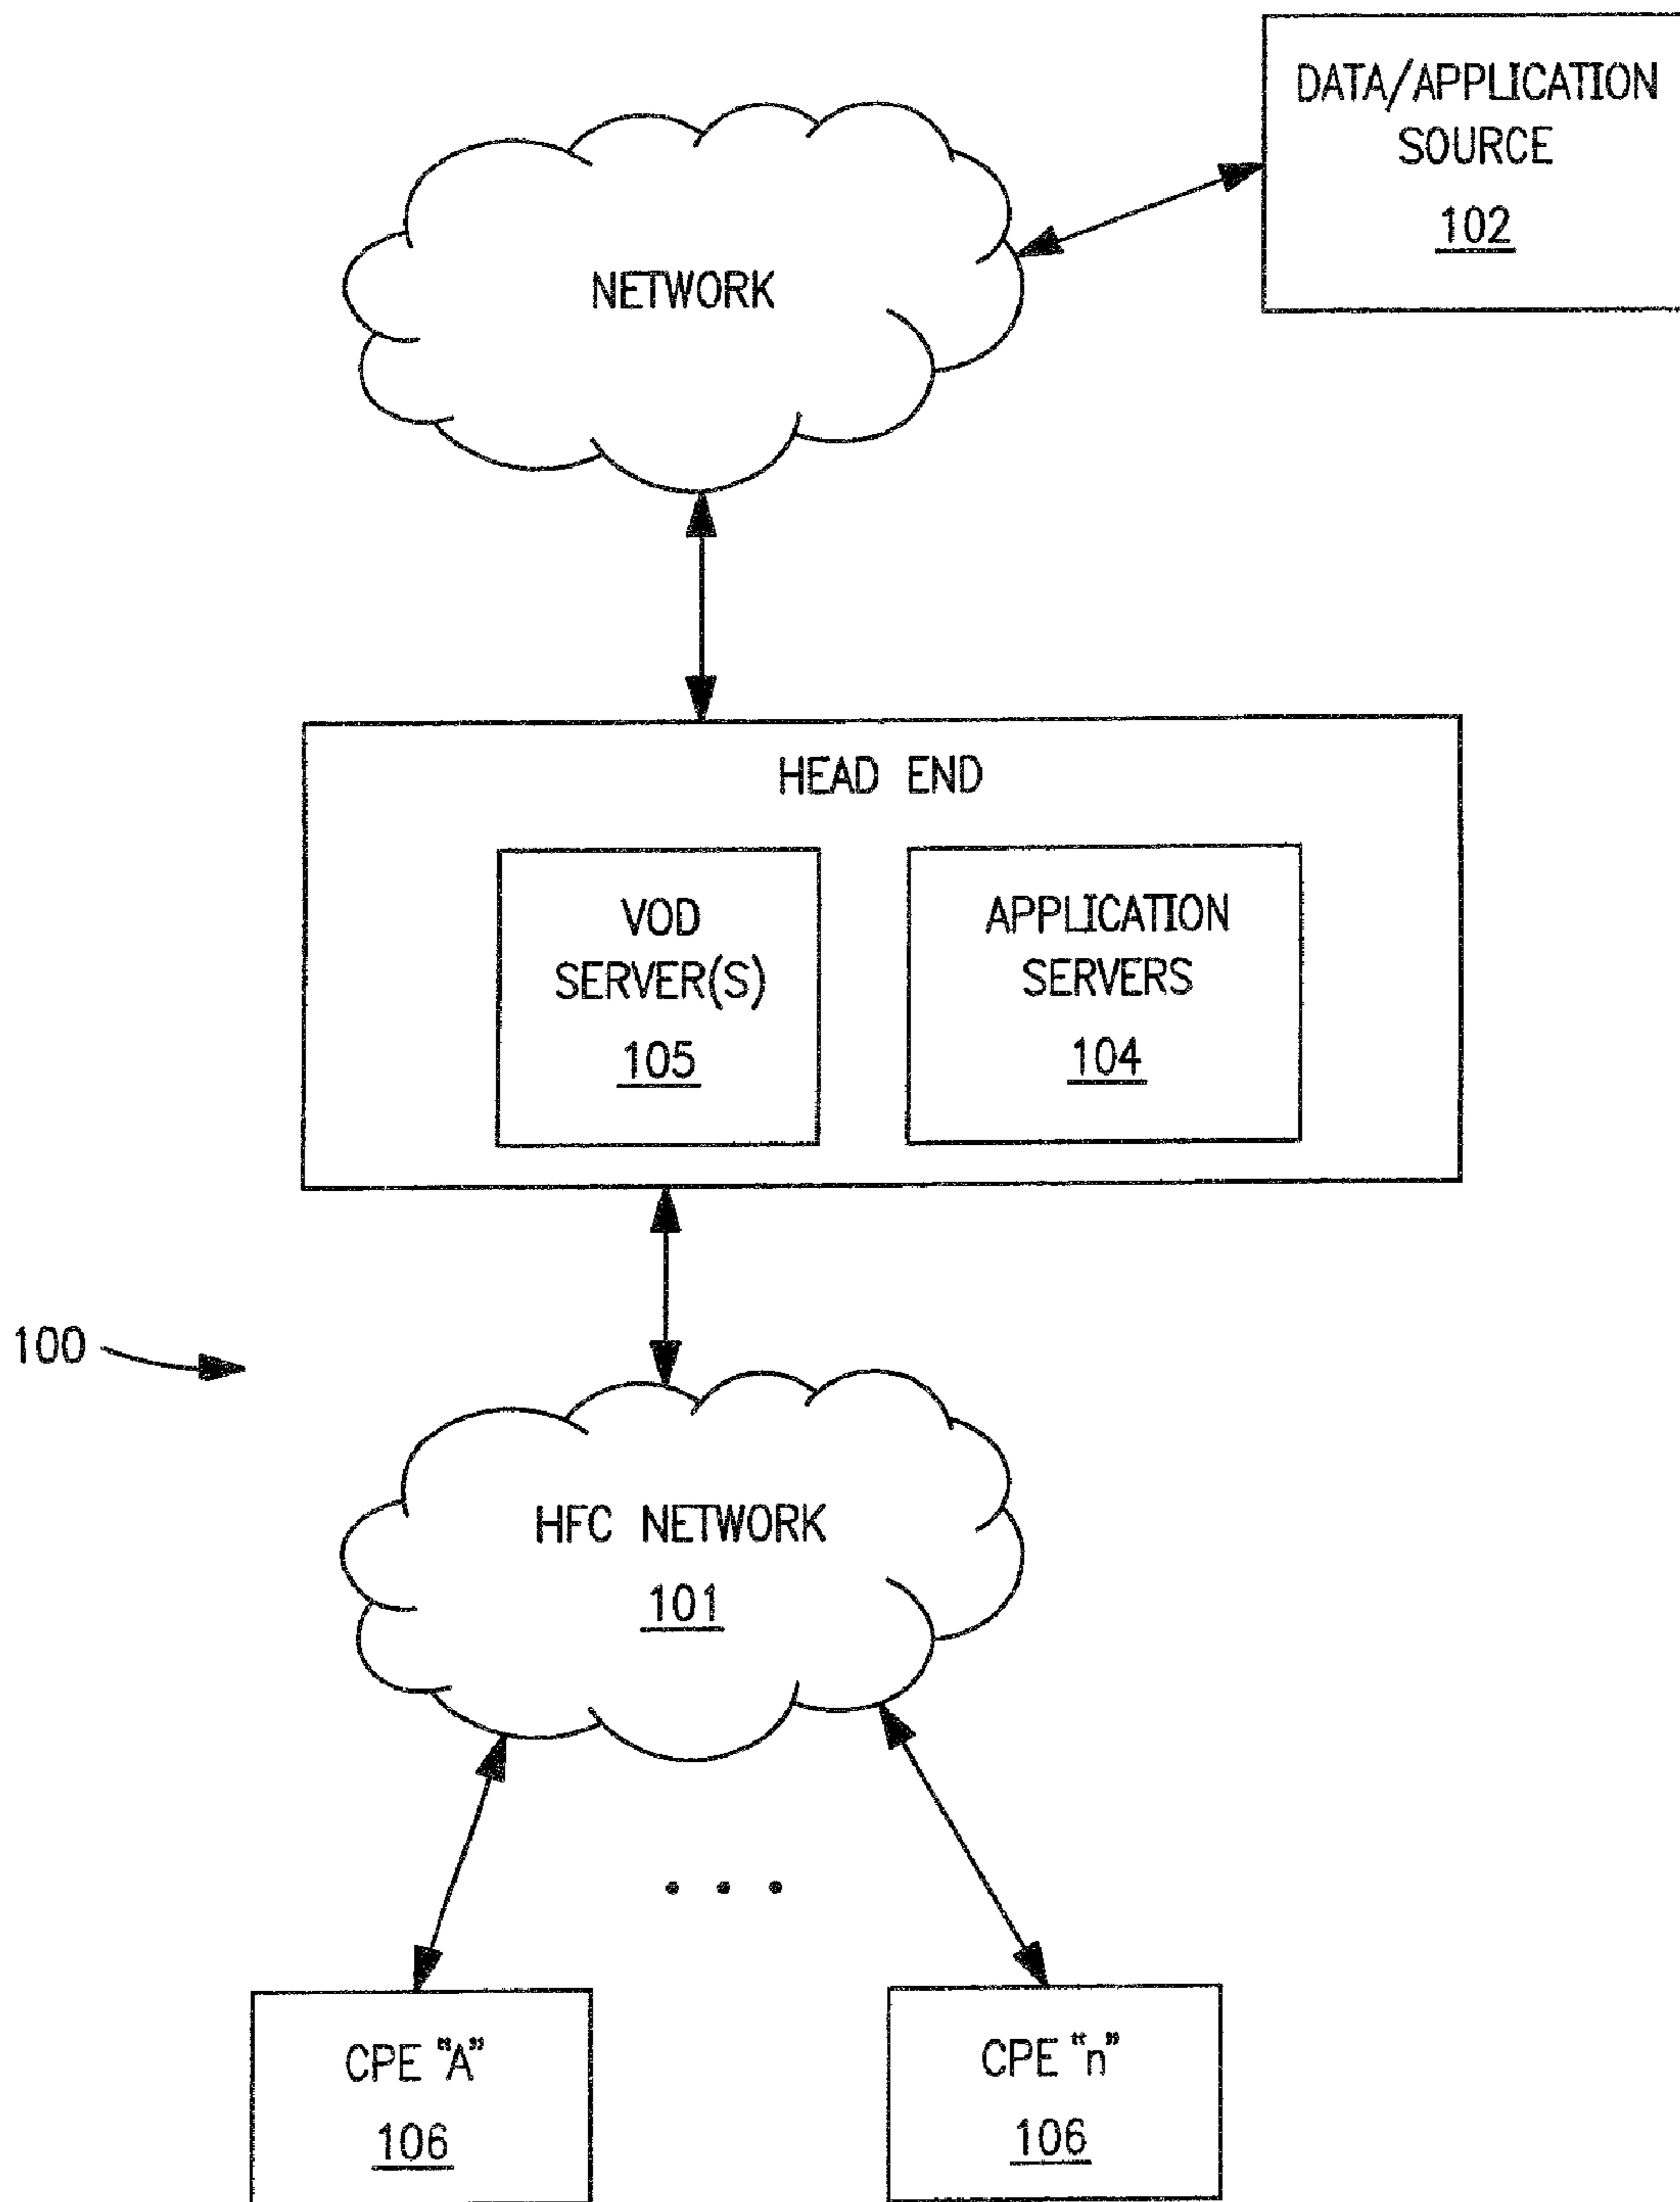 DATA/APPLICATION
SOURCE
102
NETWORK
HEAD END
VOD
SERVER(S)
105
APPLICATION
SERVERS
104
100
HFC NETWORK
101
CPE "A"
106
CPE "n"
106